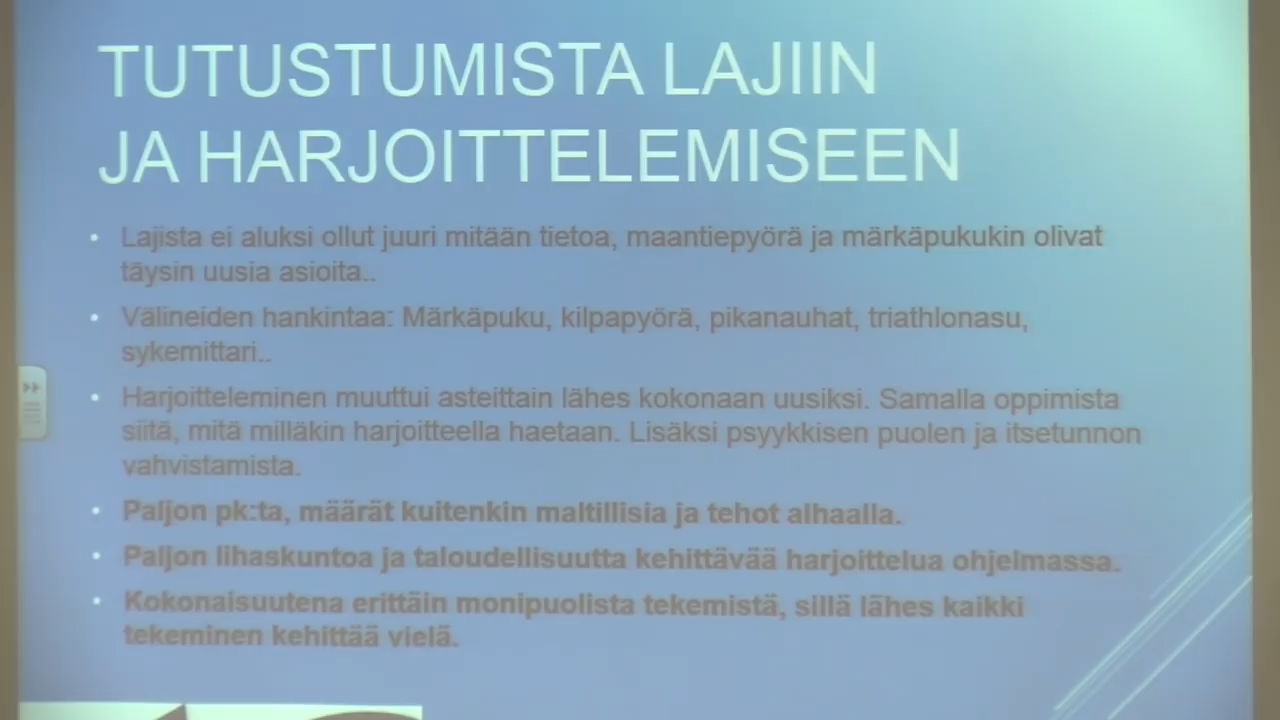 TUTUSTUMISTA LAJIIN
JA HARJOITTELEMISEEN
• Lajista ei aluksi ollut juuri mitään tietoa, maantiepyörä ja märkäpukukin olivat
täysin uusia asioita..
• Välineiden hankintaa: Märkäpuku, kilpapyörä, pikanauhat, triathlonasu,
sykemittari..
• Harjoitteleminen muuttui asteittain lähes kokonaan uusiksi. Samalla oppimista
siitä, mitä milläkin harjoitteella haetaan. Lisäksi psyykkisen puolen ja itsetunnon
vahvistamista.
• Paljon pk:ta, määrät kuitenkin maltillisia ja tehot alhaalla.
• Paljon lihaskuntoa ja taloudellisuutta kehittävää harjoittelua ohjelmassa.
• Kokonaisuutena erittäin monipuolista tekemistä, sillä lähes kaikki
tekeminen kehittää vielä.